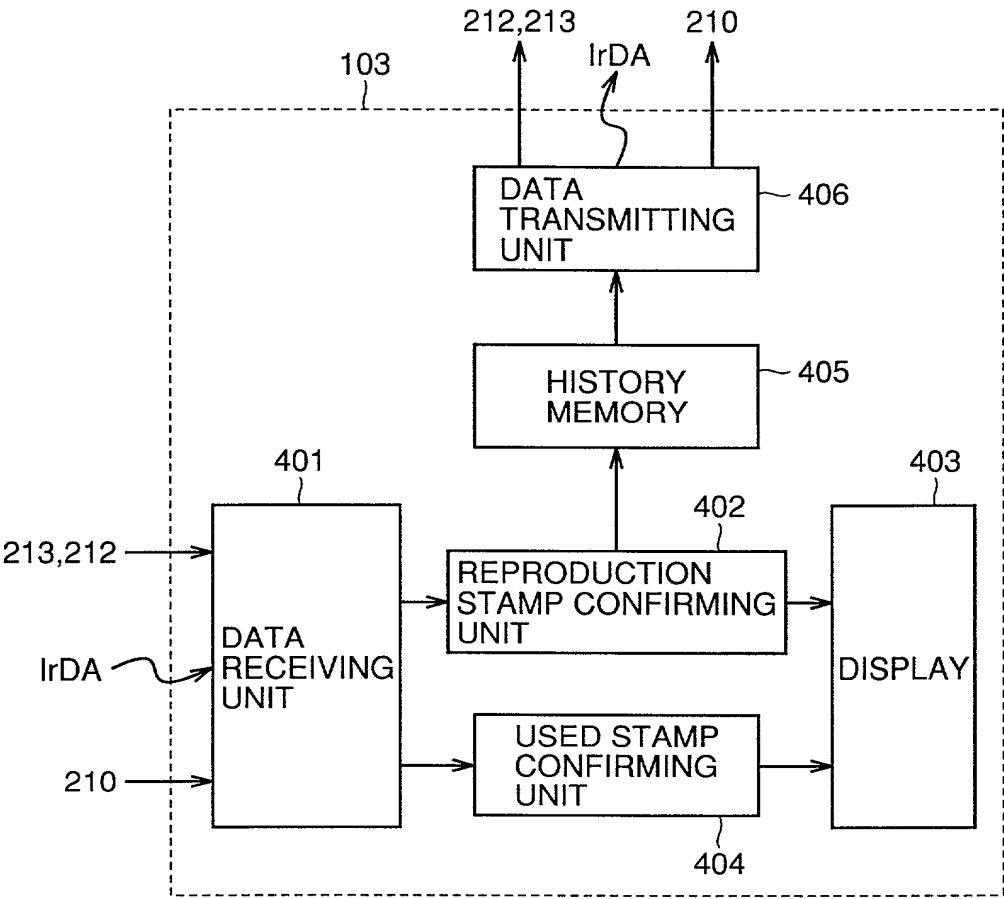 212,213
IrDA
210
103
DATA
TRANSMITTING
UNIT
406
HISTORY
MEMORY
405
401
403
402
213,212
REPRODUCTION
STAMP CONFIRMING
UNIT
DATA
RECEIVING
UNIT
IrDA
DISPLAY
USED STAMP
CONFIRMING
UNIT
210
404